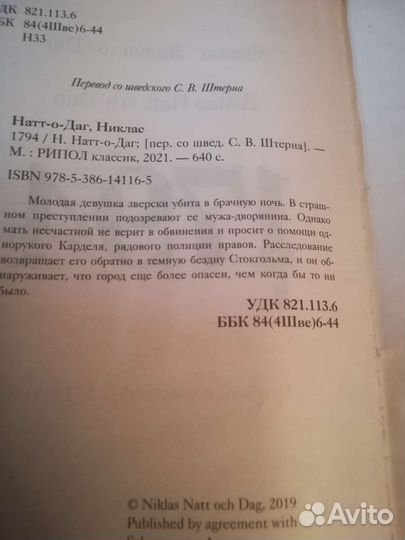 УДК 821.113.6
ББК 84(4Шве)6-44
Н33
Перевод со шведского С. В. Штерна
Натт-о-Даг, Никлас
1794 / Н. Натт-о-Даг; [пер. со швед. С. В. Штерна]. —
М. : РИПОЛ классик, 2021. — 640 с.
ISBN 978-5-386-14116-5
Молодая девушка зверски убита в брачную ночь. В страш-
ном преступлении подозревают ее мужа-дворянина. Однако
мать несчастной не верит в обвинения и просит о помощи од-
норукого Карделя, рядового полиции нравов. Расследование
возвращает его обратно в темную бездну Стокгольма, и он об-
наруживает, что город еще более опасен, чем когда бы то ни
было.
УДК 821.113.6
ББК 84(4Шве)6-44
© Niklas Natt och Dag, 2019
Published by agreement with
Avito